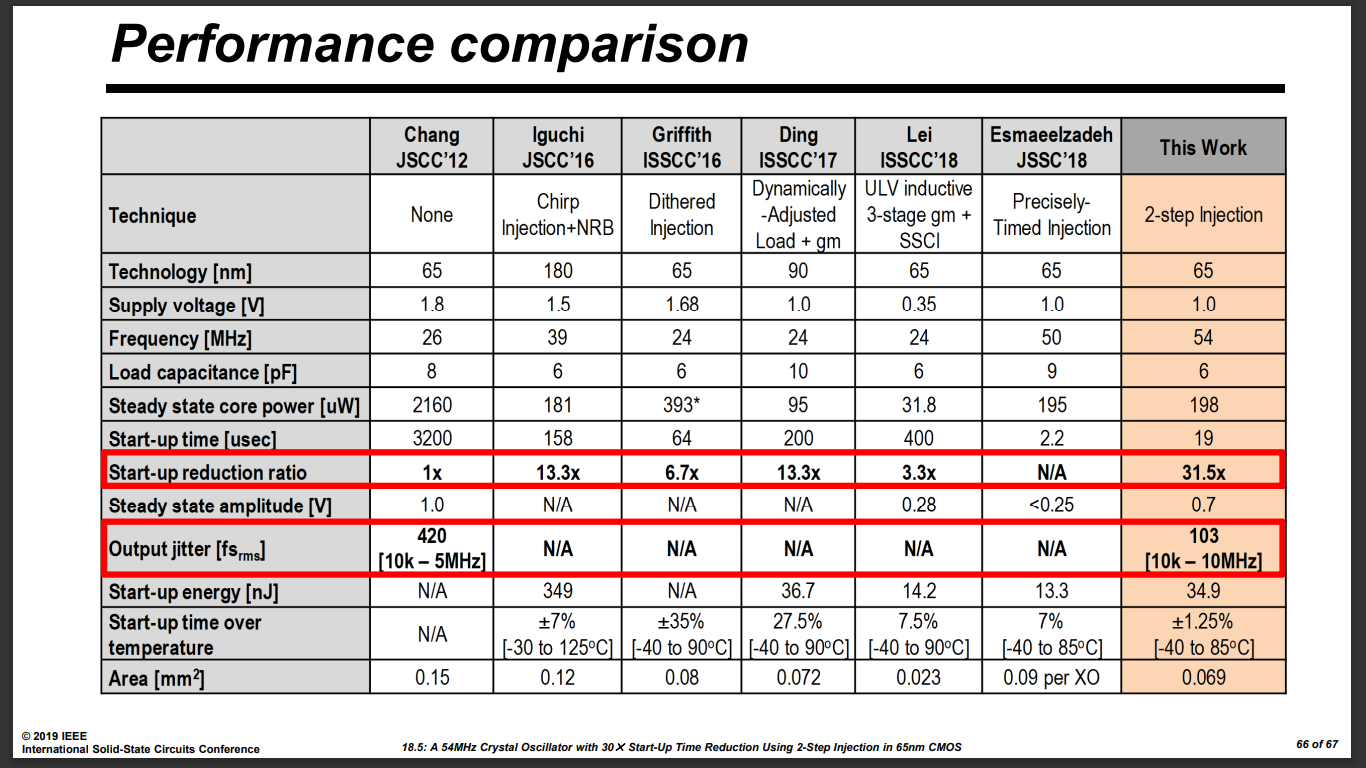 Performance comparison
Chang JSCC’12 Iguchi JSCC’16 Griffith ISSCC’16 Ding ISSCC’17 Lei ISSCC’18 Esmaeelzadeh JSSC’18 This Work
Technique None Chirp Injection+NRB Dithered Injection Dynamically -Adjusted Load + gm ULV inductive 3-stage gm + SSCI Precisely- Timed Injection 2-step Injection
Technology [nm] 65 180 65 90 65 65 65
Supply voltage [V] 1.8 1.5 1.68 1.0 0.35 1.0 1.0
Frequency [MHz] 26 39 24 24 24 50 54
Load capacitance [pF] 8 6 6 10 6 9 6
Steady state core power [uW] 2160 181 393* 95 31.8 195 198
Start-up time [usec] 3200 158 64 200 400 2.2 19
Start-up reduction ratio 1x 13.3x 6.7x 13.3x 3.3x N/A 31.5x
Steady state amplitude [V] 1.0 N/A N/A N/A 0.28 <0.25 0.7
Output jitter [fsrms] 420 [10k – 5MHz] N/A N/A N/A N/A N/A 103 [10k – 10MHz]
Start-up energy [nJ] N/A 349 N/A 36.7 14.2 13.3 34.9
Start-up time over temperature N/A ±7% [-30 to 125ºC] ±35% [-40 to 90ºC] 27.5% [-40 to 90ºC] 7.5% [-40 to 90ºC] 7% [-40 to 85ºC] ±1.25% [-40 to 85ºC]
Area [mm²] 0.15 0.12 0.08 0.072 0.023 0.09 per XO 0.069
© 2019 IEEE
International Solid-State Circuits Conference
18.5: A 54MHz Crystal Oscillator with 30✕ Start-Up Time Reduction Using 2-Step Injection in 65nm CMOS
66 of 67